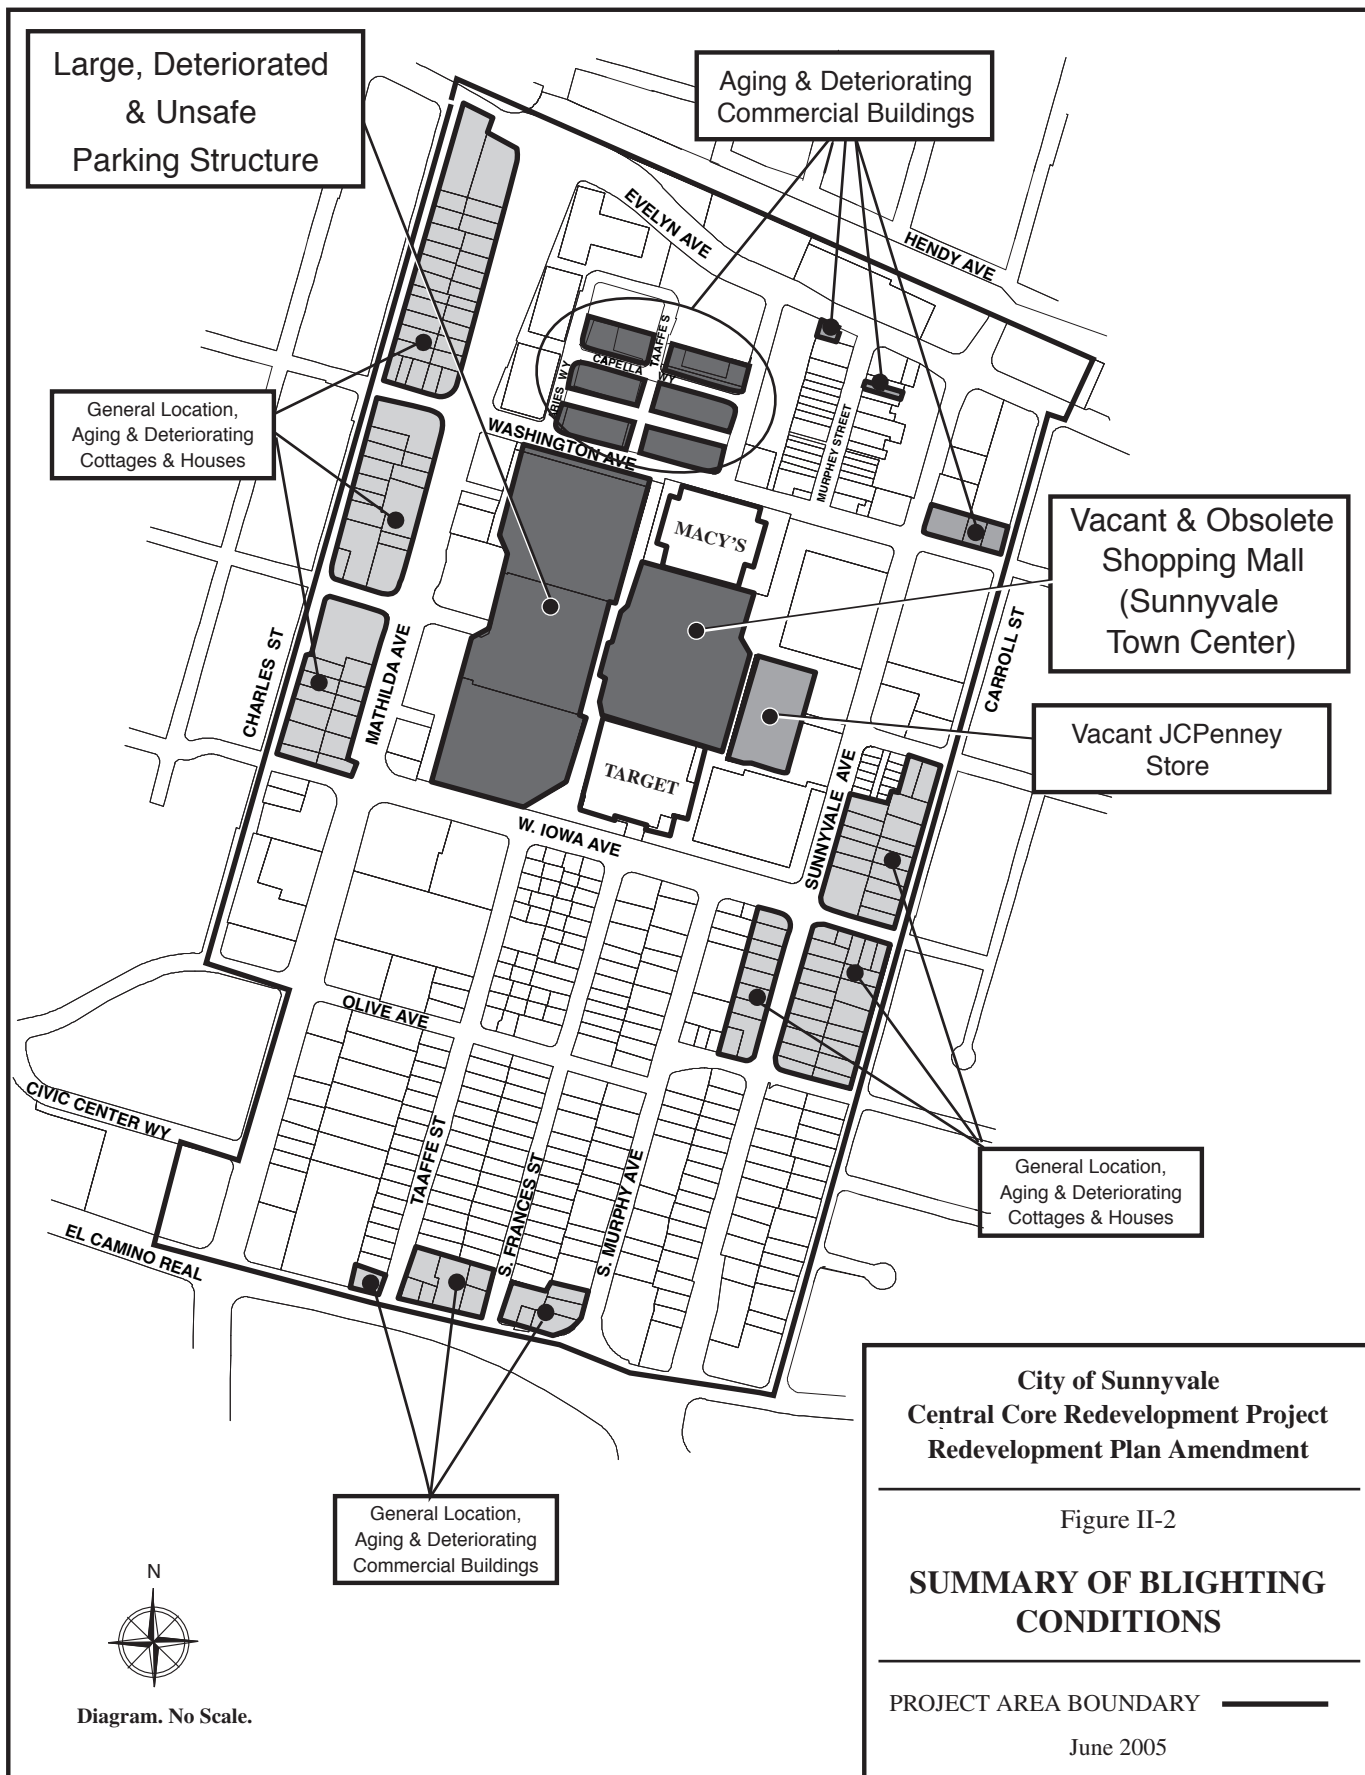 Large, Deteriorated
& Unsafe
Parking Structure
Aging & Deteriorating
Commercial Buildings
EVELYN AVE
HENDY AVE
TAAFFE S
CAPELLA WY
ARIES WY
WASHINGTON AVE
MURPHEY STREET
General Location,
Aging & Deteriorating
Cottages & Houses
MACY'S
Vacant & Obsolete
Shopping Mall
(Sunnyvale
Town Center)
CHARLES ST
MATHILDA AVE
CARROLL ST
Vacant JCPenney
Store
TARGET
SUNNYVALE AVE
W. IOWA AVE
OLIVE AVE
CIVIC CENTER WY
TAAFFE ST
S. FRANCES ST
S. MURPHY AVE
EL CAMINO REAL
General Location,
Aging & Deteriorating
Cottages & Houses
General Location,
Aging & Deteriorating
Commercial Buildings
N
Diagram. No Scale.
City of Sunnyvale
Central Core Redevelopment Project
Redevelopment Plan Amendment
Figure II-2
SUMMARY OF BLIGHTING
CONDITIONS
PROJECT AREA BOUNDARY
June 2005